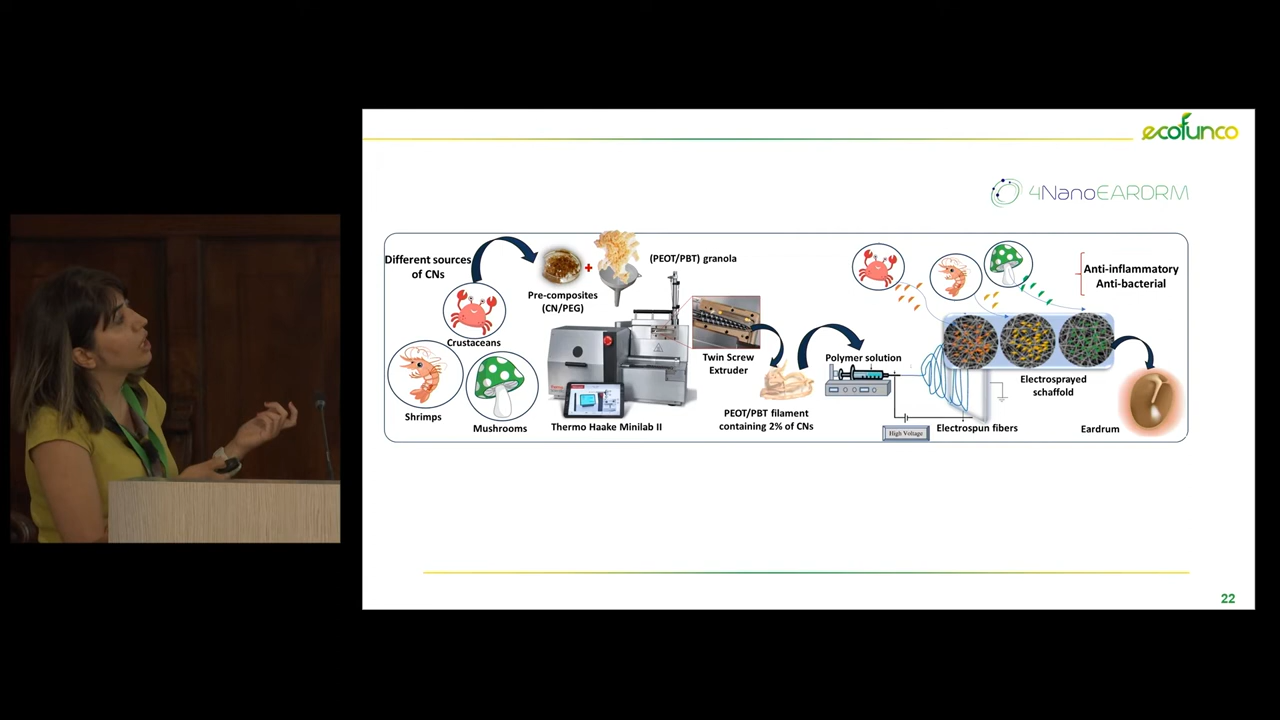 ecofunco
4NanoEARDRM
Different sources
of CNs
Crustaceans
Shrimps
Mushrooms
Pre-composites
(CN/PEG)
+
(PEOT/PBT) granola
Thermo Haake Minilab II
Twin Screw
Extruder
PEOT/PBT filament
containing 2% of CNs
Polymer solution
High Voltage
Electrospun fibers
Anti-inflammatory
Anti-bacterial
Electrosprayed
schaffold
Eardrum
22